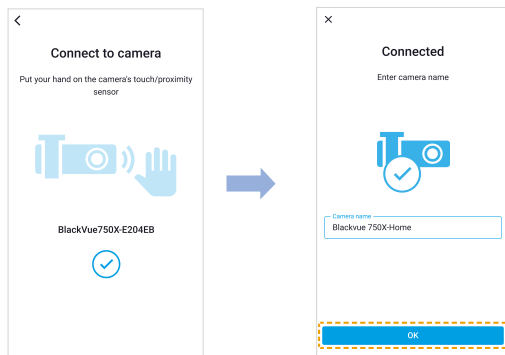 Connect to camera
Put your hand on the camera's touch/proximity
sensor
BlackVue750X-E204EB
Connected
Enter camera name
Camera name
Blackvue 750X-Home
OK